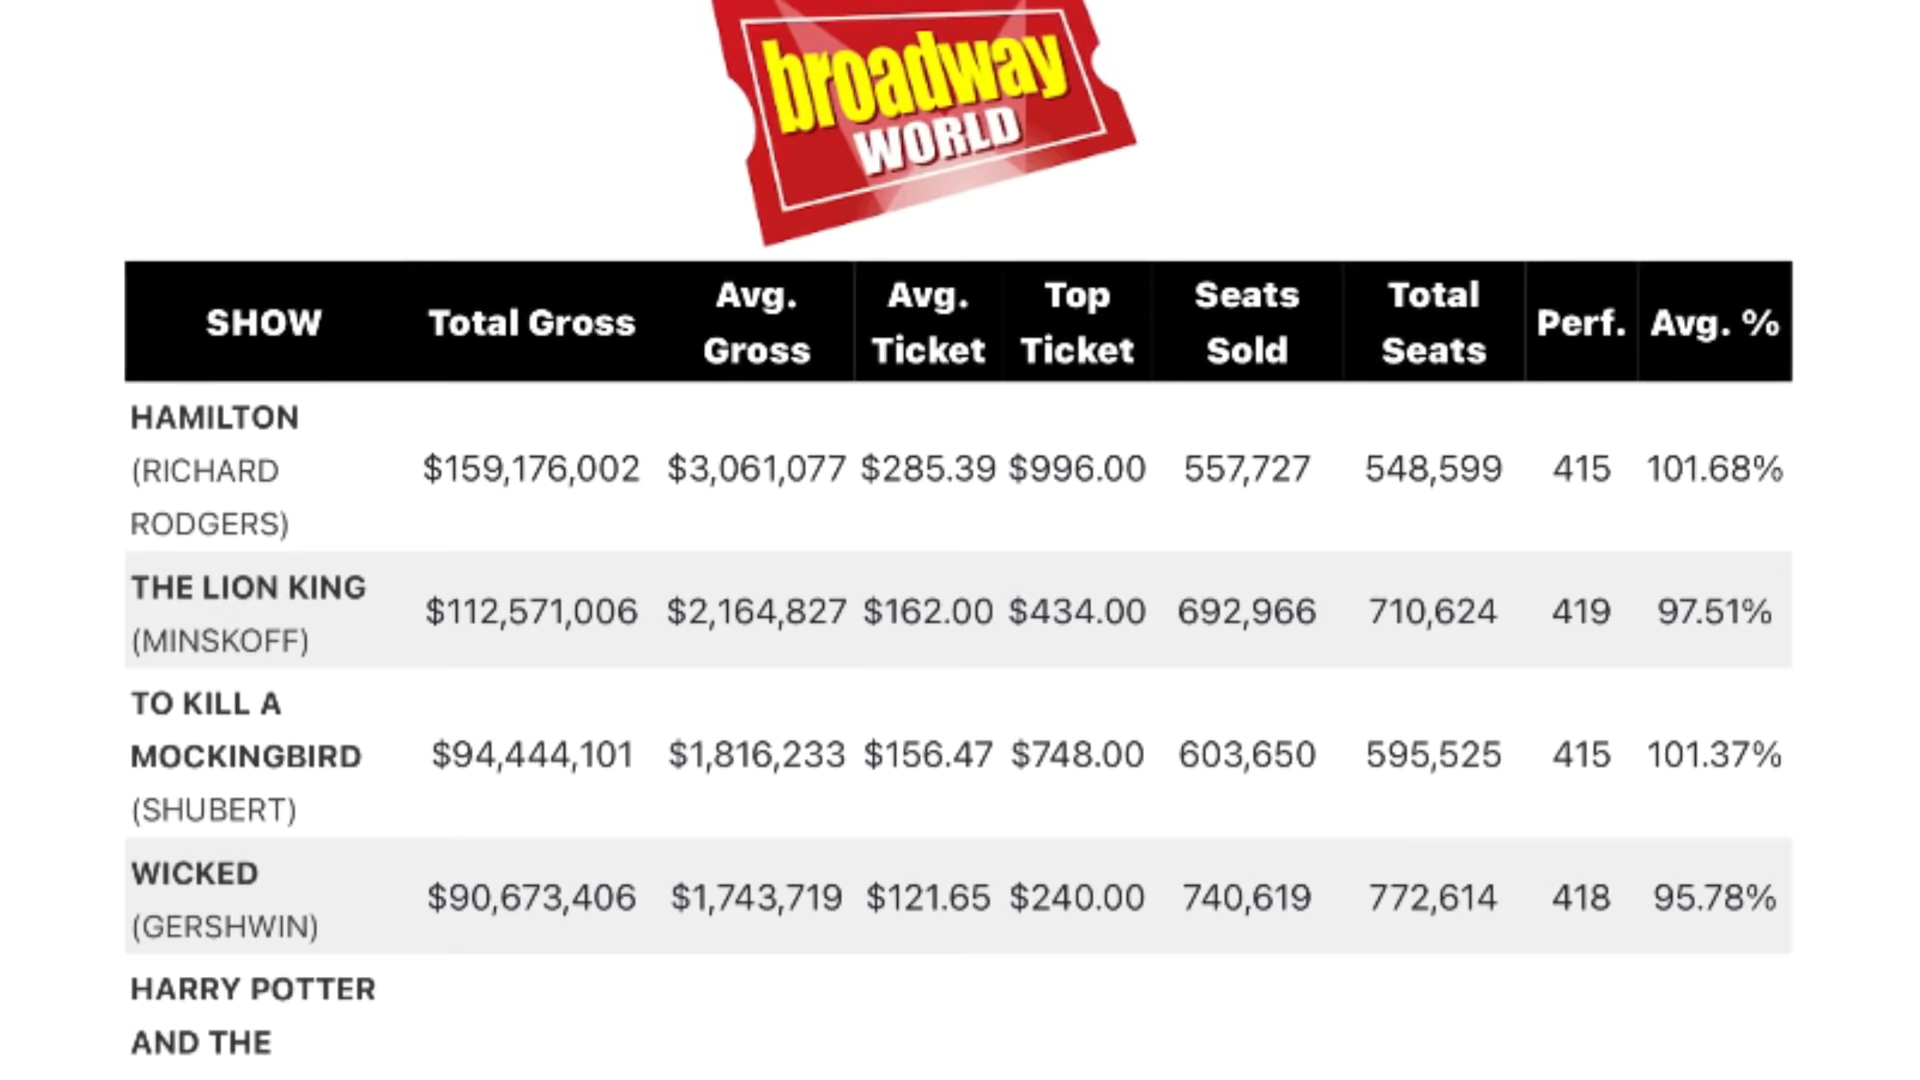 broadway
WORLD
SHOW Total Gross Avg. Gross Avg. Ticket Top Ticket Seats Sold Total Seats Perf. Avg. %
HAMILTON
(RICHARD
RODGERS)
$159,176,002 $3,061,077 $285.39 $996.00 557,727 548,599 415 101.68%
THE LION KING
(MINSKOFF)
$112,571,006 $2,164,827 $162.00 $434.00 692,966 710,624 419 97.51%
TO KILL A
MOCKINGBIRD
(SHUBERT)
$94,444,101 $1,816,233 $156.47 $748.00 603,650 595,525 415 101.37%
WICKED
(GERSHWIN)
$90,673,406 $1,743,719 $121.65 $240.00 740,619 772,614 418 95.78%
HARRY POTTER
AND THE